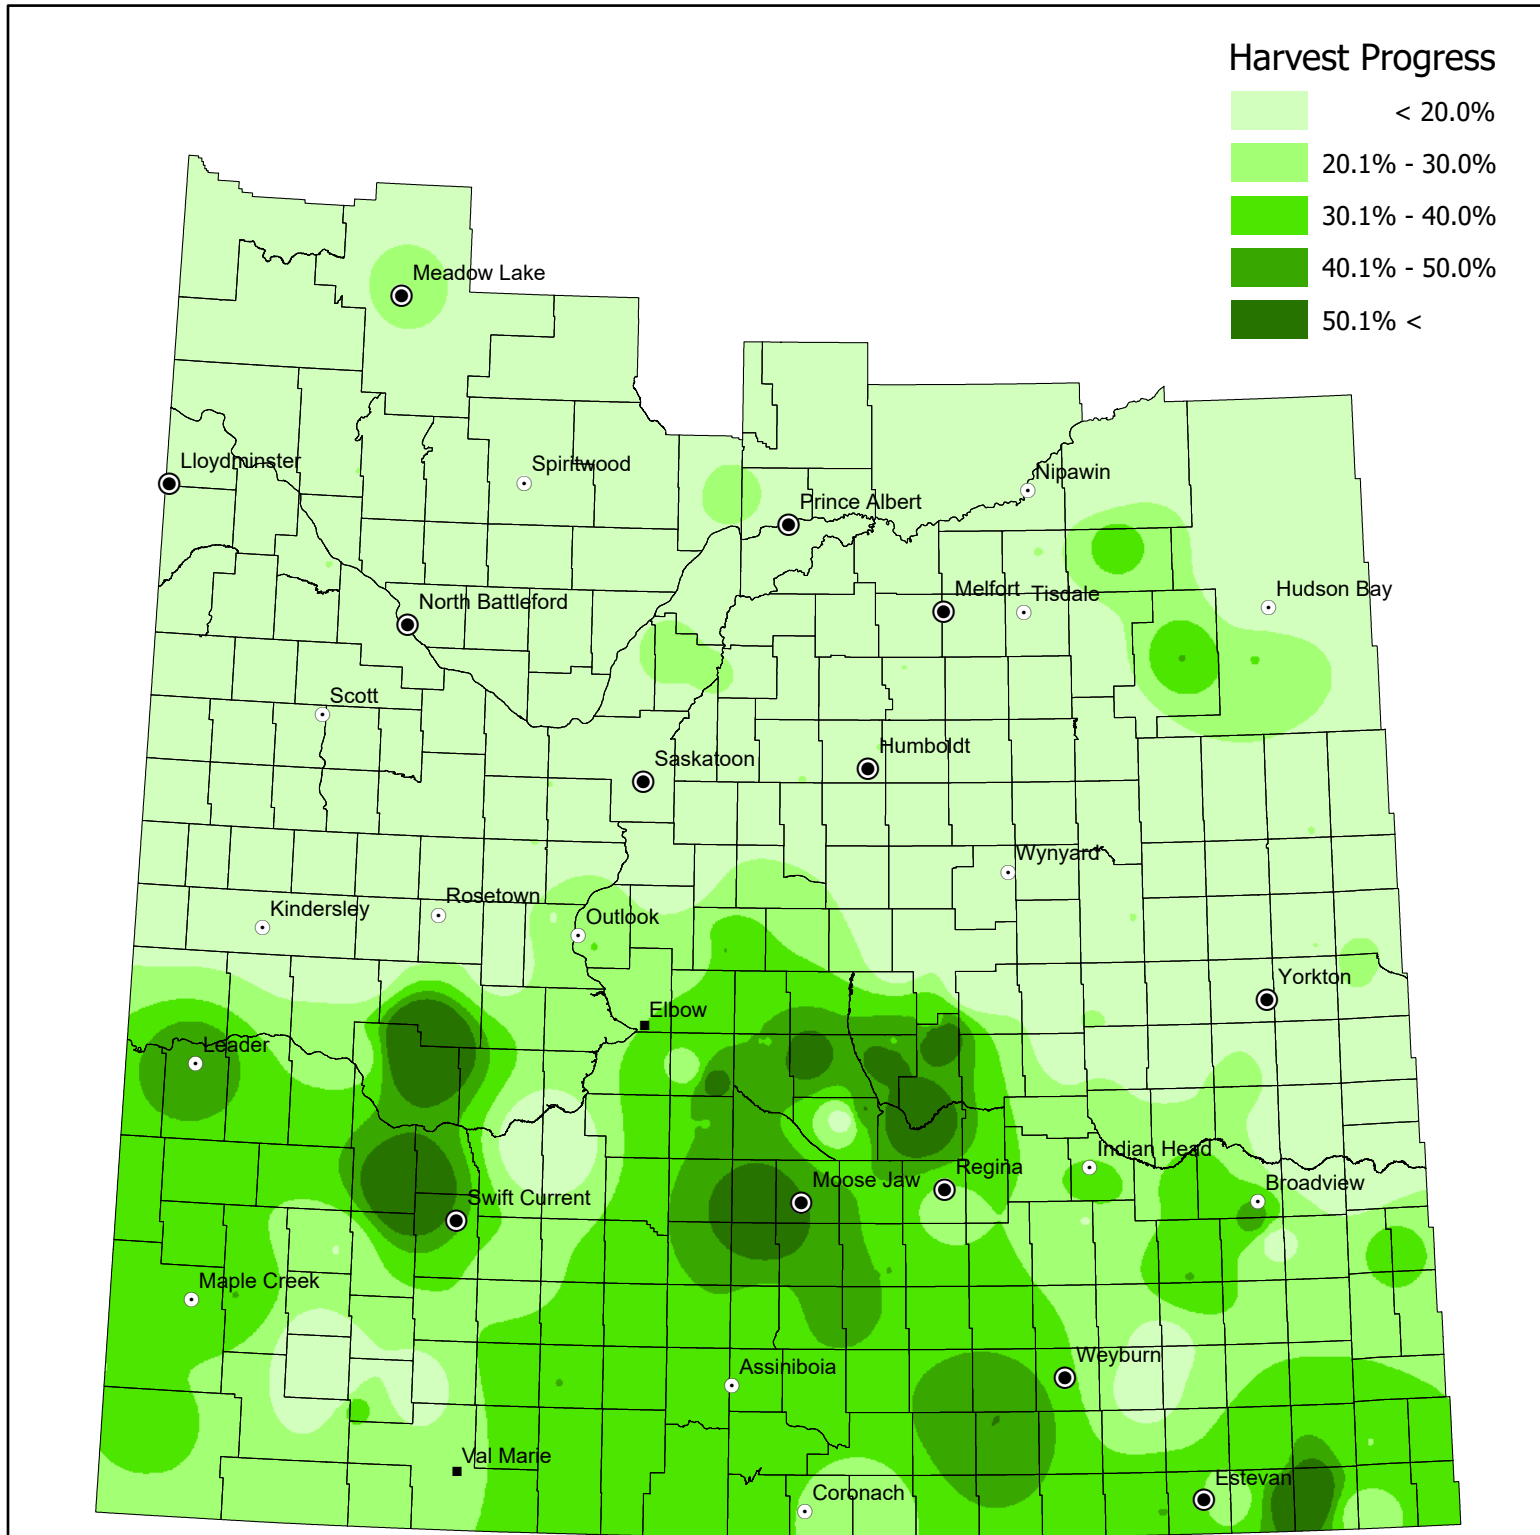 Harvest Progress
< 20.0%
20.1% - 30.0%
30.1% - 40.0%
40.1% - 50.0%
50.1% <
Meadow Lake
Lloydminster
Spiritwood
Nipawin
Prince Albert
Melfort
Tisdale
Hudson Bay
North Battleford
Scott
Saskatoon
Humboldt
Wynyard
Kindersley
Rosetown
Outlook
Yorkton
Elbow
Leader
Indian Head
Regina
Moose Jaw
Broadview
Swift Current
Maple Creek
Weyburn
Assiniboia
Val Marie
Estevan
Coronach